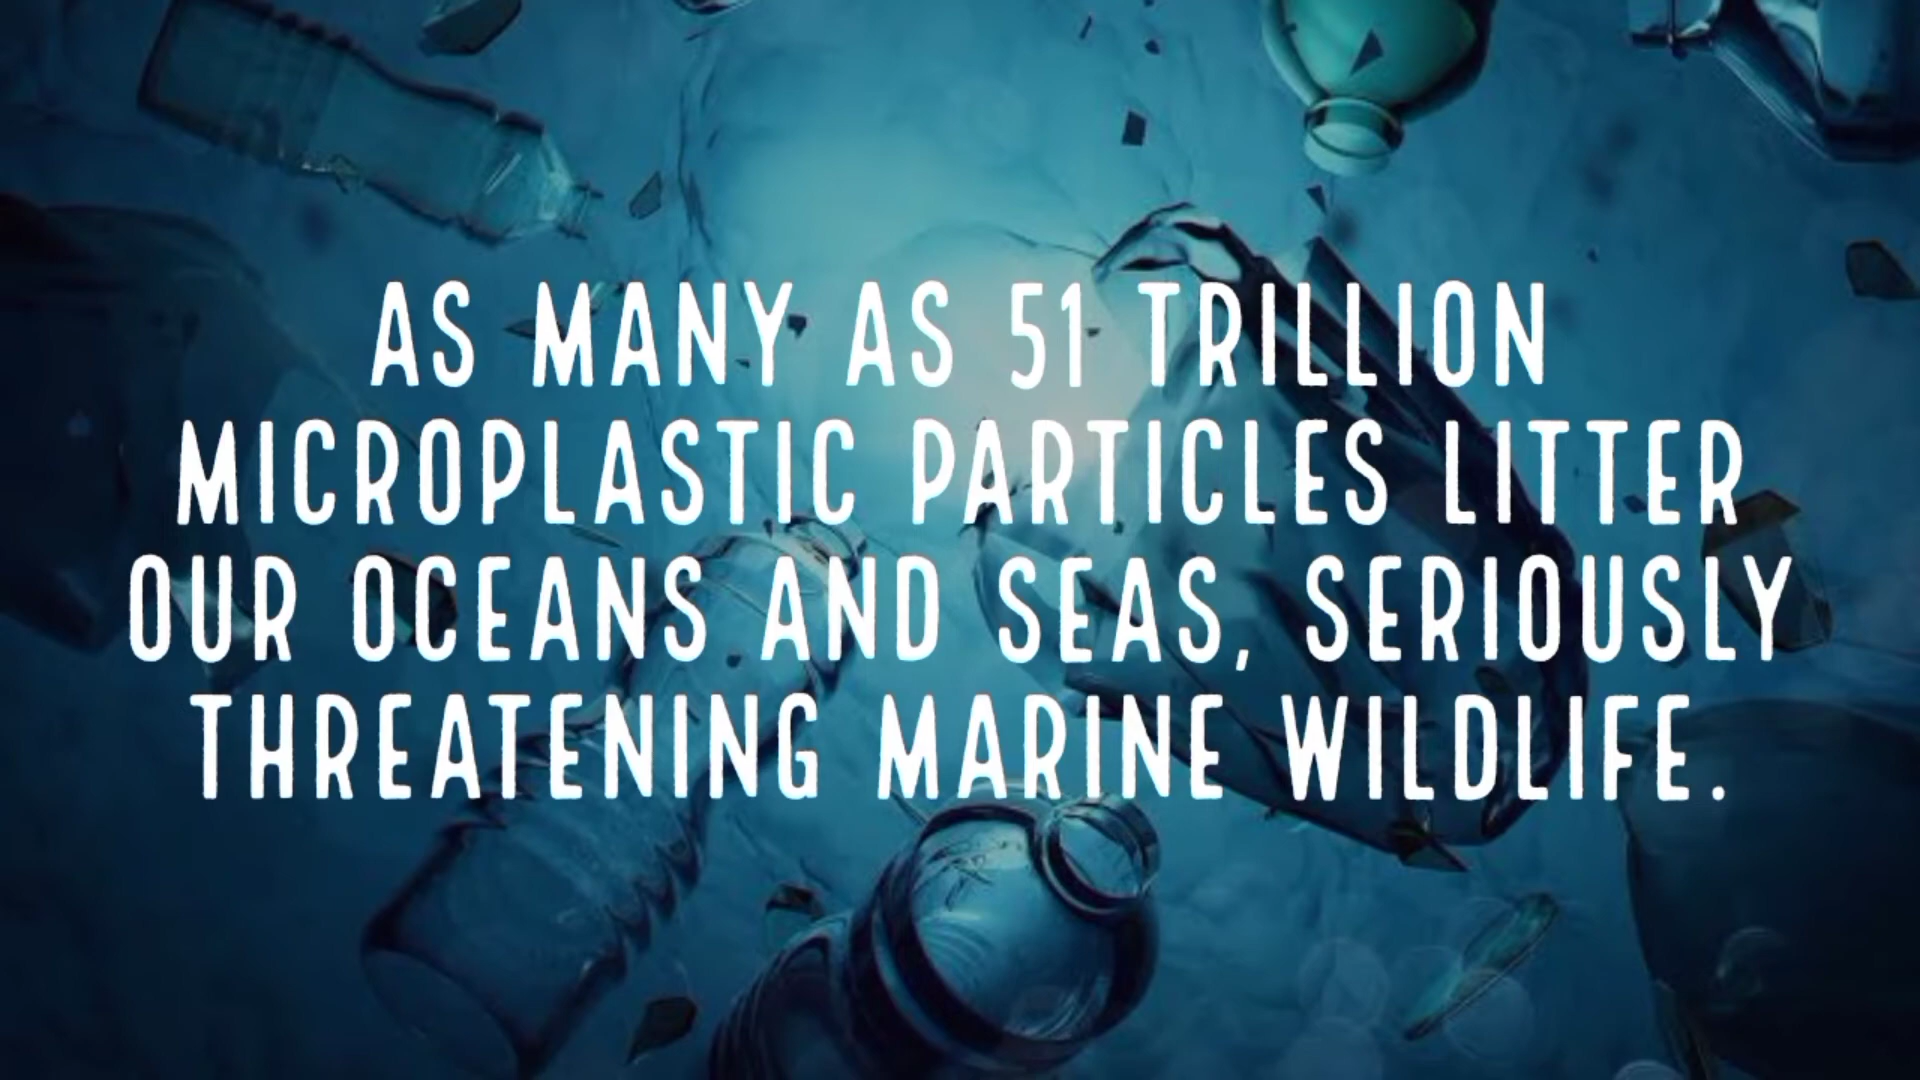 AS MANY AS 51 TRILLION
MICROPLASTIC PARTICLES LITTER
OUR OCEANS AND SEAS, SERIOUSLY
THREATENING MARINE WILDLIFE.